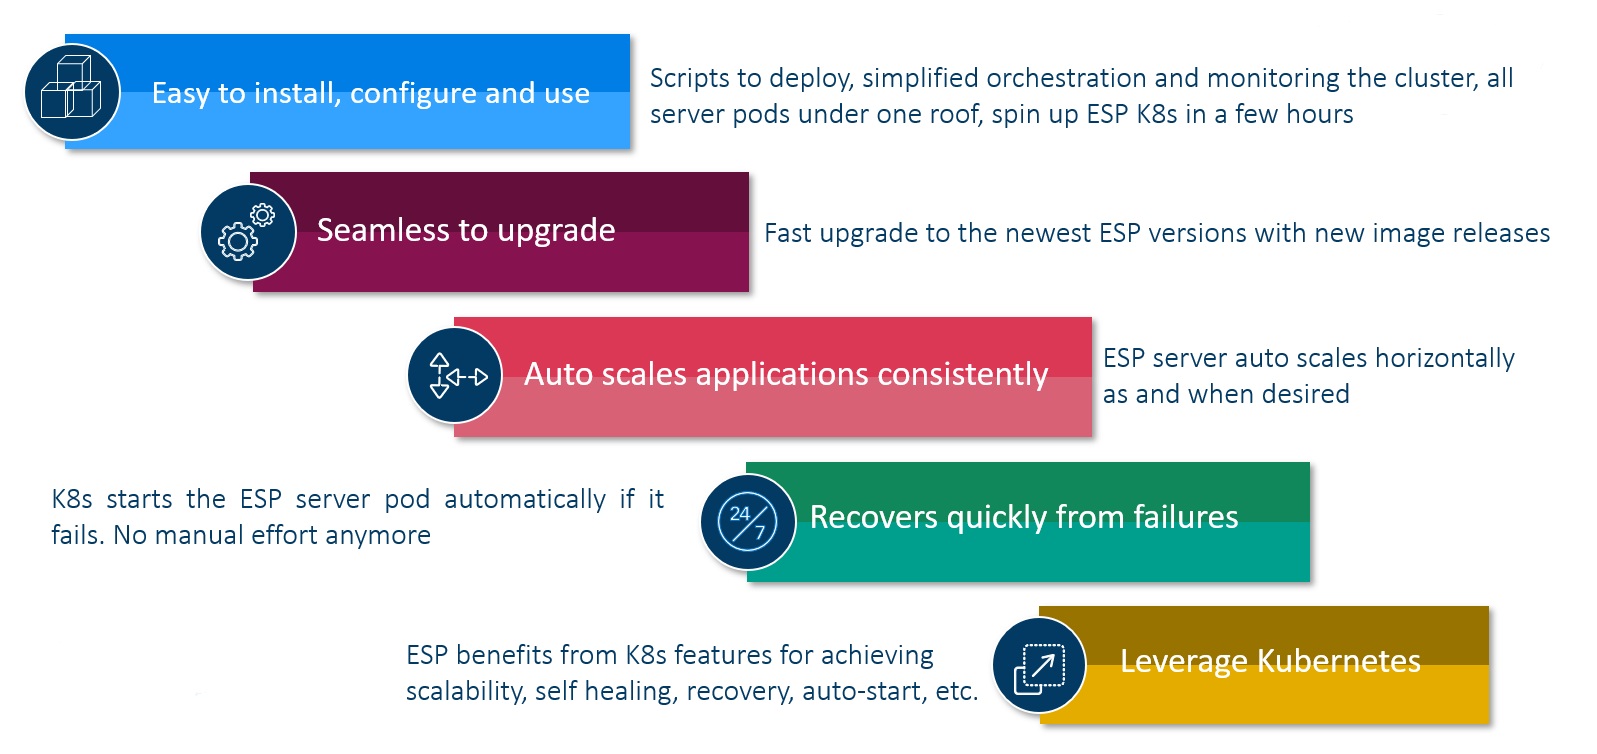 Easy to install, configure and use
Scripts to deploy, simplified orchestration and monitoring the cluster, all
server pods under one roof, spin up ESP K8s in a few hours
Seamless to upgrade
Fast upgrade to the newest ESP versions with new image releases
Auto scales applications consistently
ESP server auto scales horizontally
as and when desired
K8s starts the ESP server pod automatically if it
fails. No manual effort anymore
24/7
Recovers quickly from failures
ESP benefits from K8s features for achieving
scalability, self healing, recovery, auto-start, etc.
Leverage Kubernetes